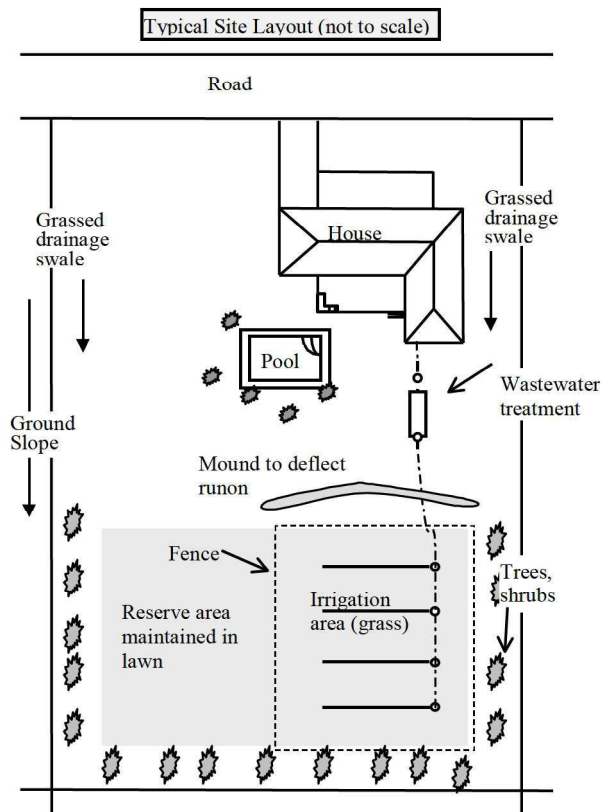 Typical Site Layout (not to scale)
Road
Grassed
drainage
swale
House
Grassed
drainage
swale
Pool
Wastewater
treatment
Ground
Slope
Mound to deflect
runon
Fence
Trees,
shrubs
Irrigation
area (grass)
Reserve area
maintained in
lawn